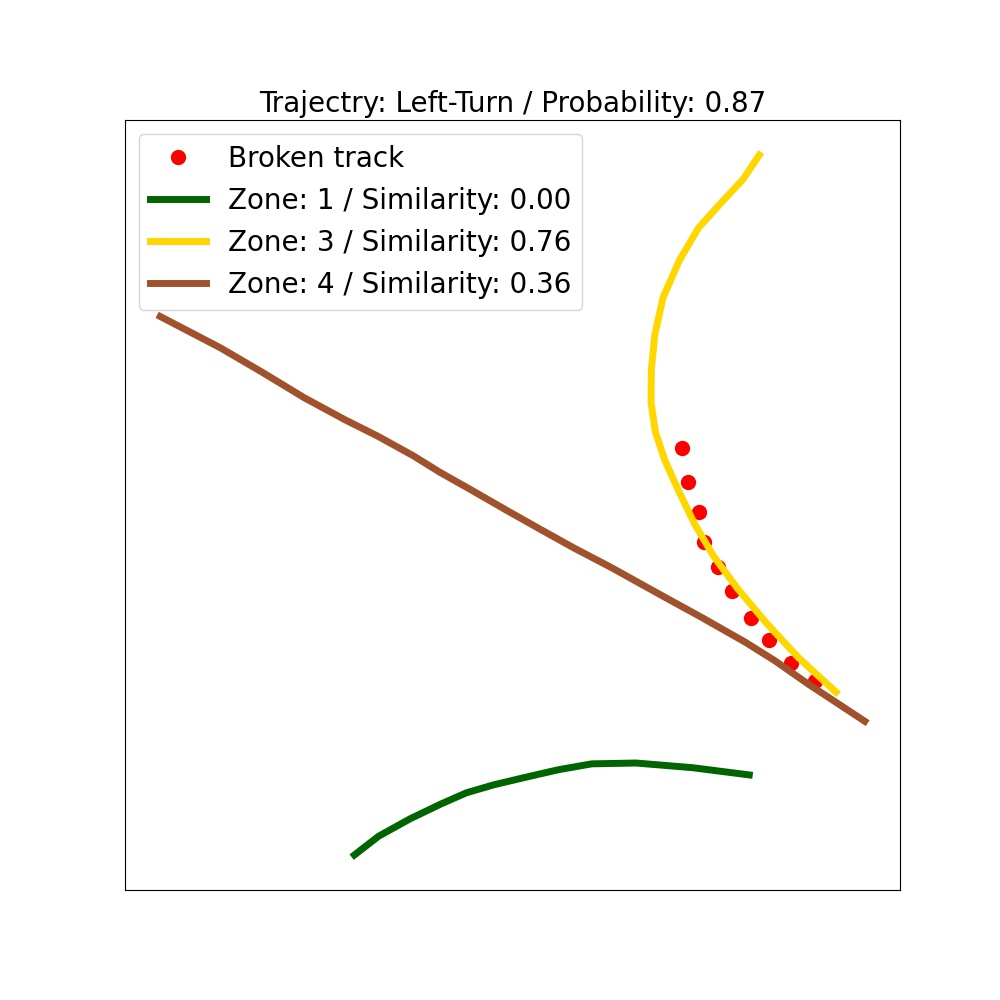 Trajectry: Left-Turn / Probability: 0.87
Broken track
Zone: 1 / Similarity: 0.00
Zone: 3 / Similarity: 0.76
Zone: 4 / Similarity: 0.36